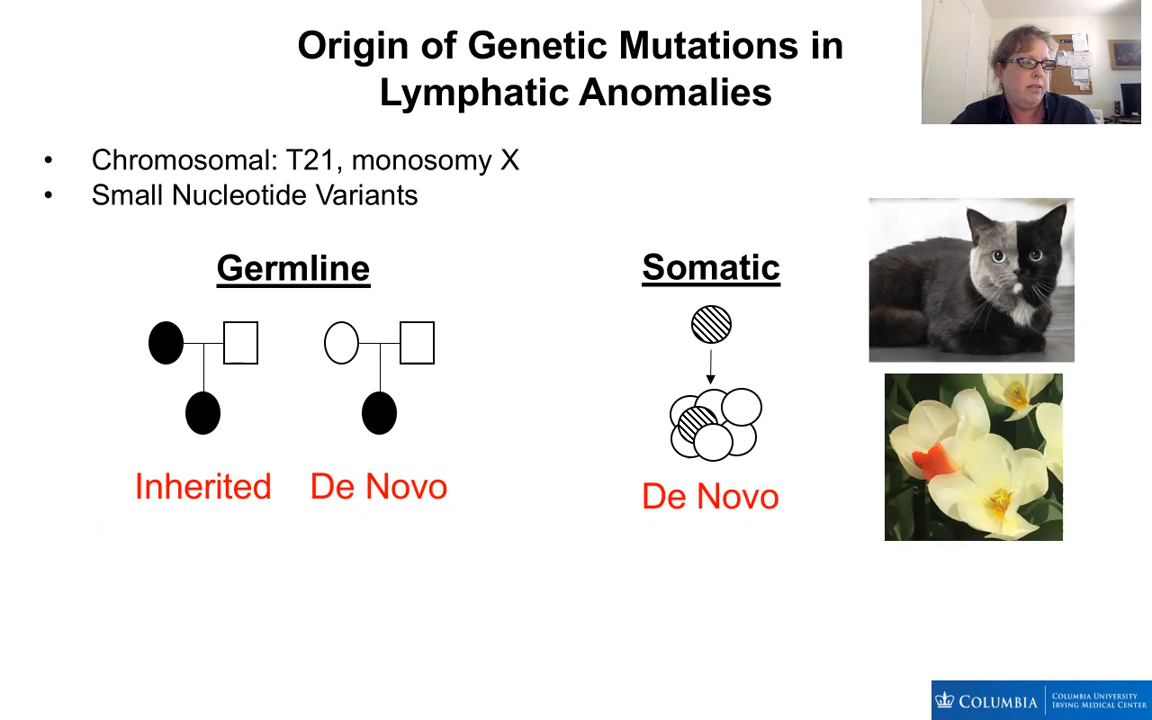 Origin of Genetic Mutations in
Lymphatic Anomalies
• Chromosomal: T21, monosomy X
• Small Nucleotide Variants
Germline
Somatic
Inherited
De Novo
De Novo
COLUMBIA
COLUMBIA UNIVERSITY
IRVING MEDICAL CENTER